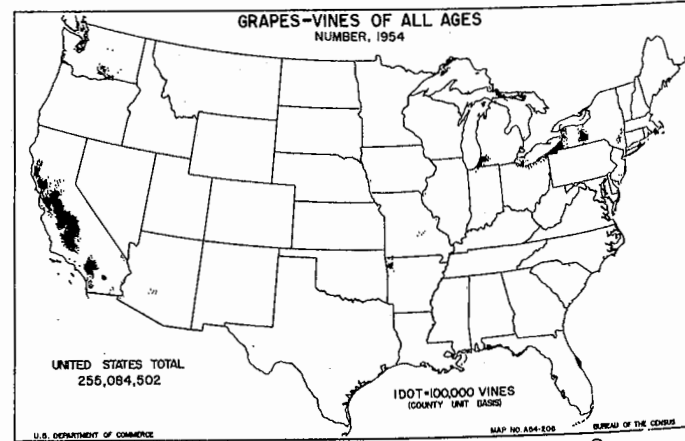 GRAPES-VINES OF ALL AGES
NUMBER, 1954
UNITED STATES TOTAL
255,084,502
1 DOT=100,000 VINES
(COUNTY UNIT BASIS)
U.S. DEPARTMENT OF COMMERCE
MAP NO. A54-206
BUREAU OF THE CENSUS